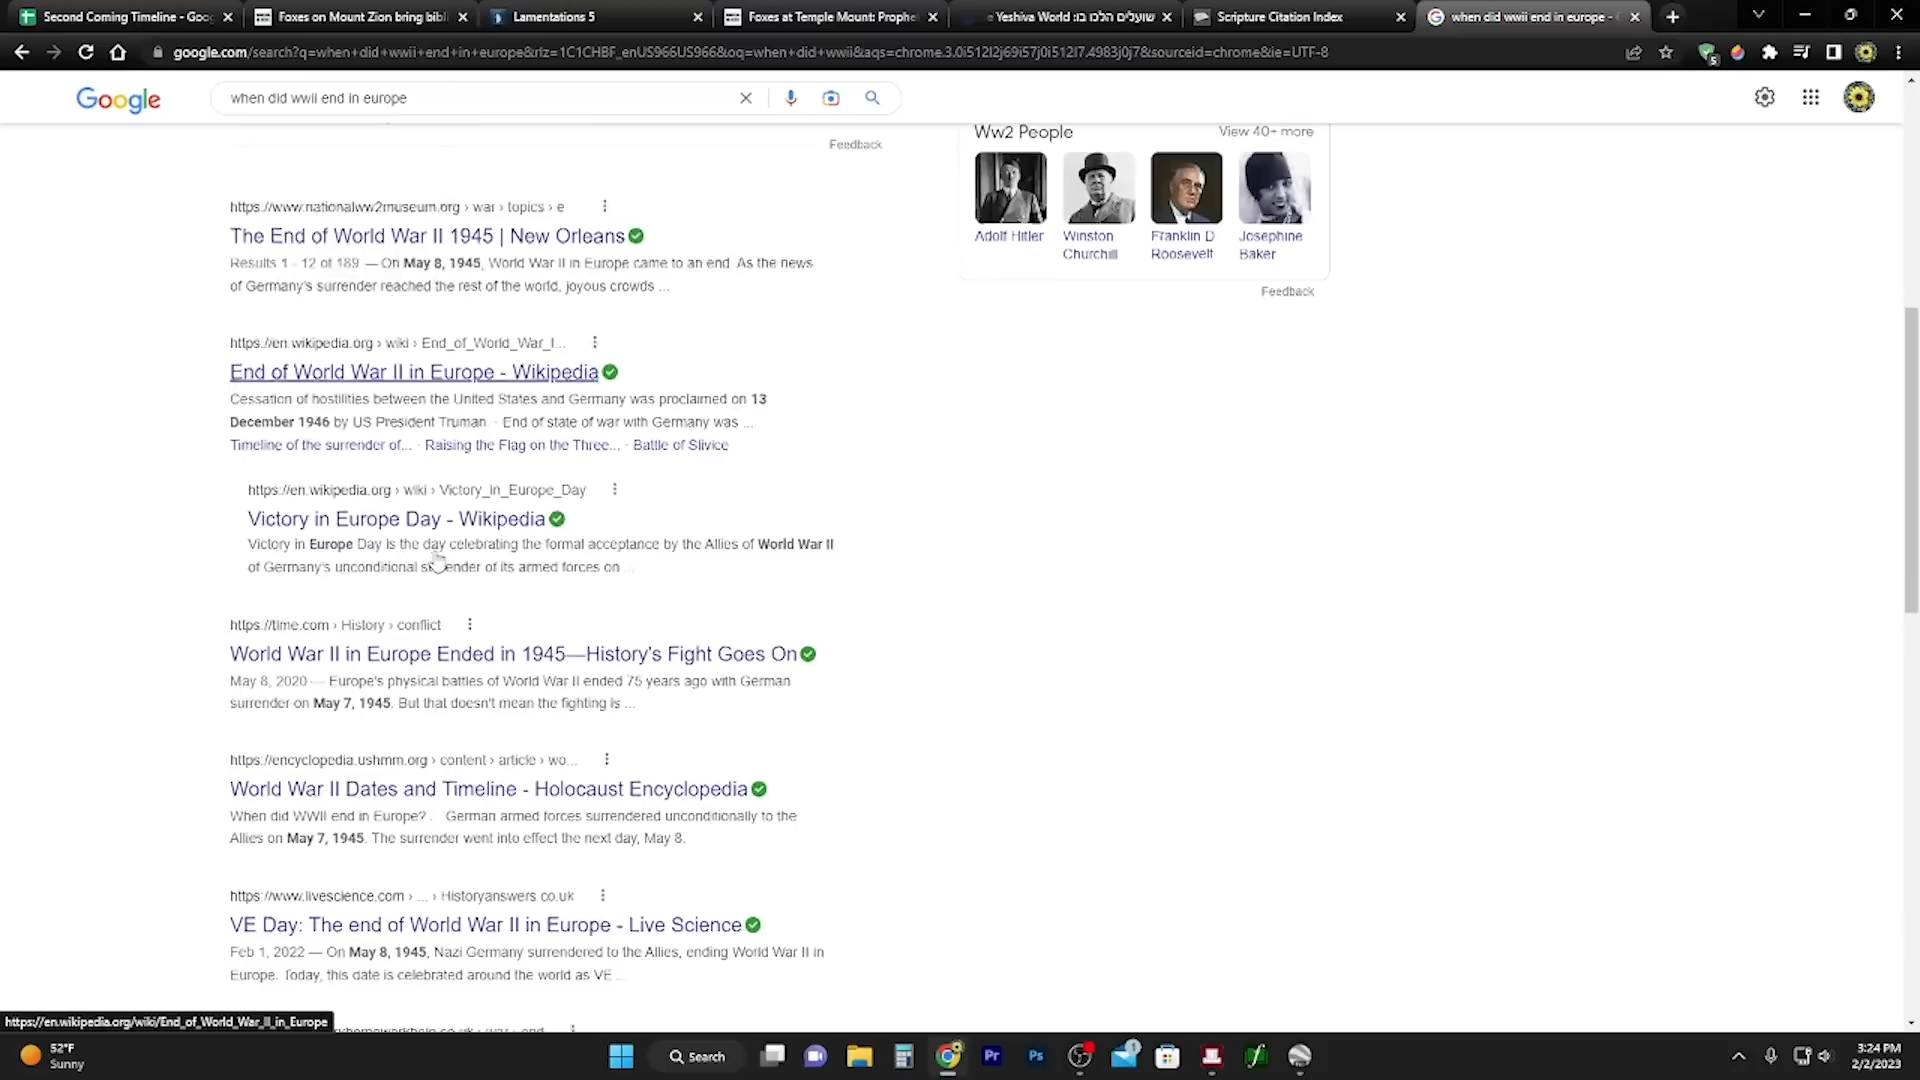 Second Coming Timeline - Goog
Foxes on Mount Zion bring bibli
Lamentations 5
Foxes at Temple Mount: Prophe
e Yeshiva World :שועלים הלכו בו
Scripture Citation Index
when did wwii end in europe -
google.com/search?q=when+did+wwii+end+in+europe&rlz=1C1CHBF_enUS966US966&oq=when+did+wwii&aqs=chrome.3.0i512l2j69i57j0i512l7.4983j0j7&sourceid=chrome&ie=UTF-8
5
Google
when did wwii end in europe
Feedback
https://www.nationalww2museum.org › war › topics › e
The End of World War II 1945 | New Orleans
Results 1 - 12 of 189 — On May 8, 1945, World War II in Europe came to an end. As the news
of Germany's surrender reached the rest of the world, joyous crowds ...
https://en.wikipedia.org › wiki › End_of_World_War_I...
End of World War II in Europe - Wikipedia
Cessation of hostilities between the United States and Germany was proclaimed on 13
December 1946 by US President Truman. · End of state of war with Germany was ...
Timeline of the surrender of... · Raising the Flag on the Three... · Battle of Slivice
https://en.wikipedia.org › wiki › Victory_in_Europe_Day
Victory in Europe Day - Wikipedia
Victory in Europe Day is the day celebrating the formal acceptance by the Allies of World War II
of Germany's unconditional surrender of its armed forces on ...
https://time.com › History › conflict
World War II in Europe Ended in 1945—History's Fight Goes On
May 8, 2020 — Europe's physical battles of World War II ended 75 years ago with German
surrender on May 7, 1945. But that doesn't mean the fighting is ...
https://encyclopedia.ushmm.org › content › article › wo...
World War II Dates and Timeline - Holocaust Encyclopedia
When did WWII end in Europe? · German armed forces surrendered unconditionally to the
Allies on May 7, 1945. The surrender went into effect the next day, May 8.
https://www.livescience.com › ... › Historyanswers co.uk
VE Day: The end of World War II in Europe - Live Science
Feb 1, 2022 — On May 8, 1945, Nazi Germany surrendered to the Allies, ending World War II in
Europe. Today, this date is celebrated around the world as VE ...
Ww2 People
View 40+ more
Adolf Hitler
Winston Churchill
Franklin D Roosevelt
Josephine Baker
Feedback
https://en.wikipedia.org/wiki/End_of_World_War_II_in_Europe
52°F
Sunny
Search
Pr
Ps
1
3:24 PM
2/2/2023